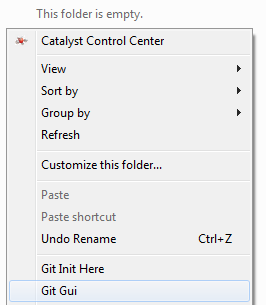 This folder is empty.
Catalyst Control Center
View
Sort by
Group by
Refresh
Customize this folder...
Paste
Paste shortcut
Undo Rename Ctrl+Z
Git Init Here
Git Gui